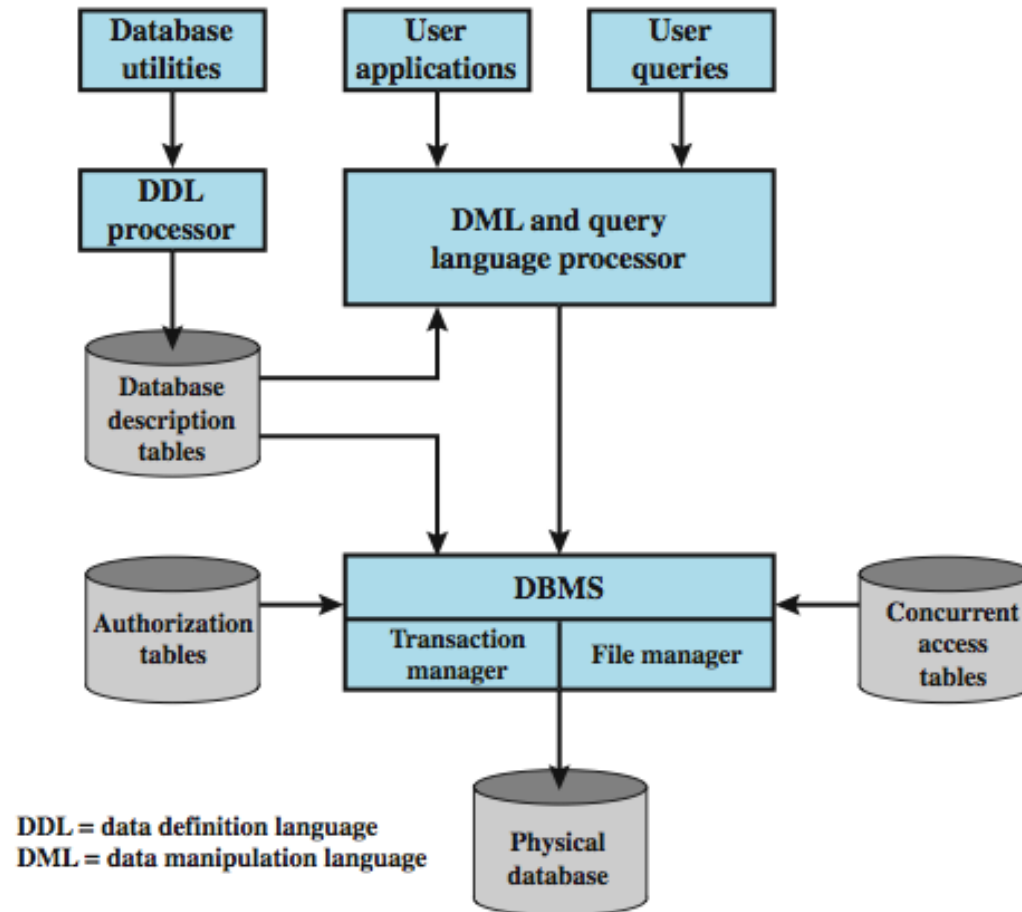 Database
utilities
User
applications
User
queries
DDL
processor
DML and query
language processor
Database
description
tables
DBMS
Authorization
tables
Transaction
manager
File manager
Concurrent
access
tables
Physical
database
DDL = data definition language
DML = data manipulation language